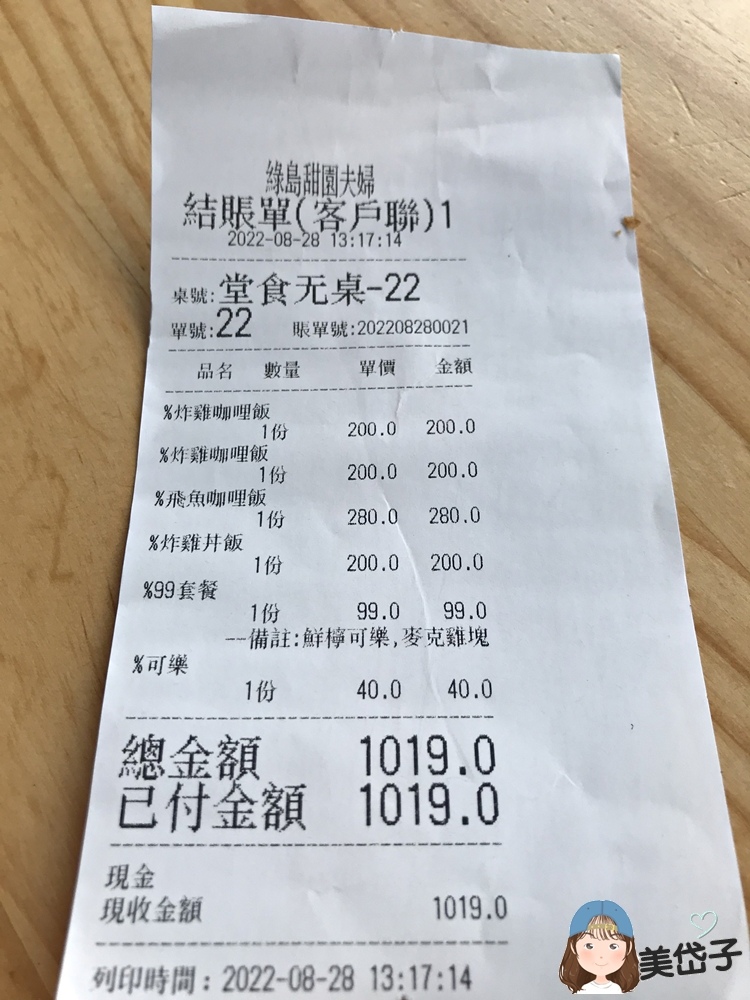 綠島甜園夫婦
結賬單(客戶聯)1
2022-08-28 13:17:14
桌號:堂食无桌-22
單號:22 賬單號:202208280021
品名 數量 單價 金額
%炸雞咖哩飯
1份 200.0 200.0
%炸雞咖哩飯
1份 200.0 200.0
%飛魚咖哩飯
1份 280.0 280.0
%炸雞丼飯
1份 200.0 200.0
%99套餐
1份 99.0 99.0
--備註:鮮檸可樂,麥克雞塊
%可樂
1份 40.0 40.0
總金額 1019.0
已付金額 1019.0
現金
現收金額 1019.0
列印時間:2022-08-28 13:17:14
美岱子